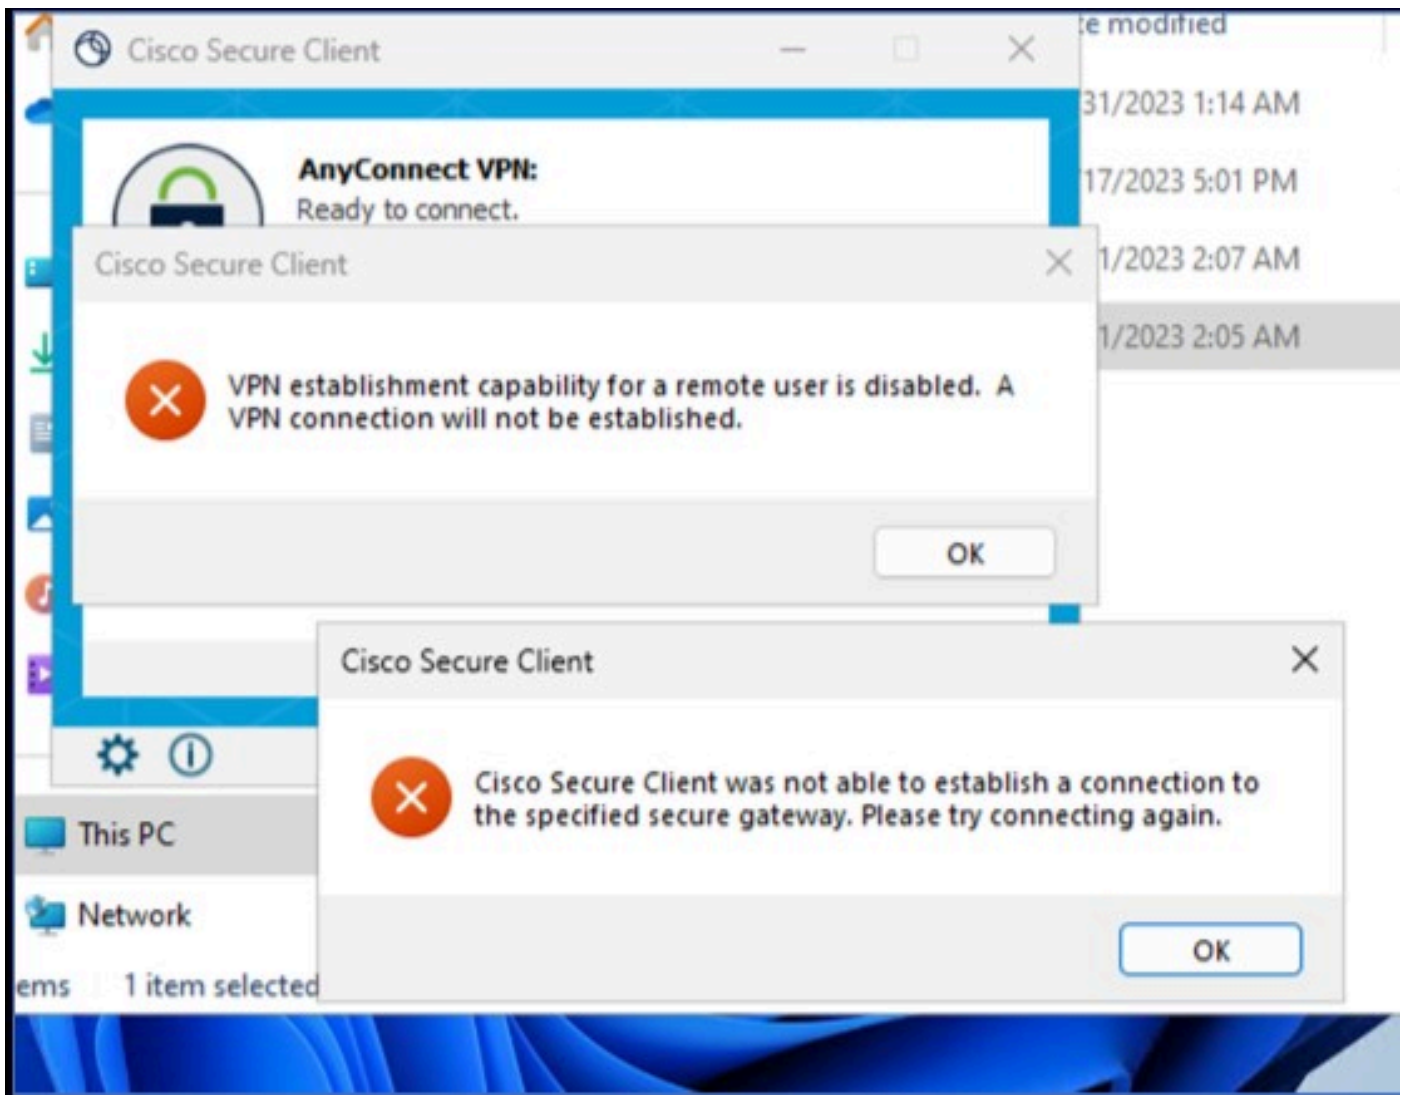 Cisco Secure Client
e modified
31/2023 1:14 AM
AnyConnect VPN:
Ready to connect.
17/2023 5:01 PM
Cisco Secure Client
1/2023 2:07 AM
1/2023 2:05 AM
VPN establishment capability for a remote user is disabled.  A
VPN connection will not be established.
OK
Cisco Secure Client
Cisco Secure Client was not able to establish a connection to
the specified secure gateway. Please try connecting again.
OK
This PC
Network
ems
1 item selected